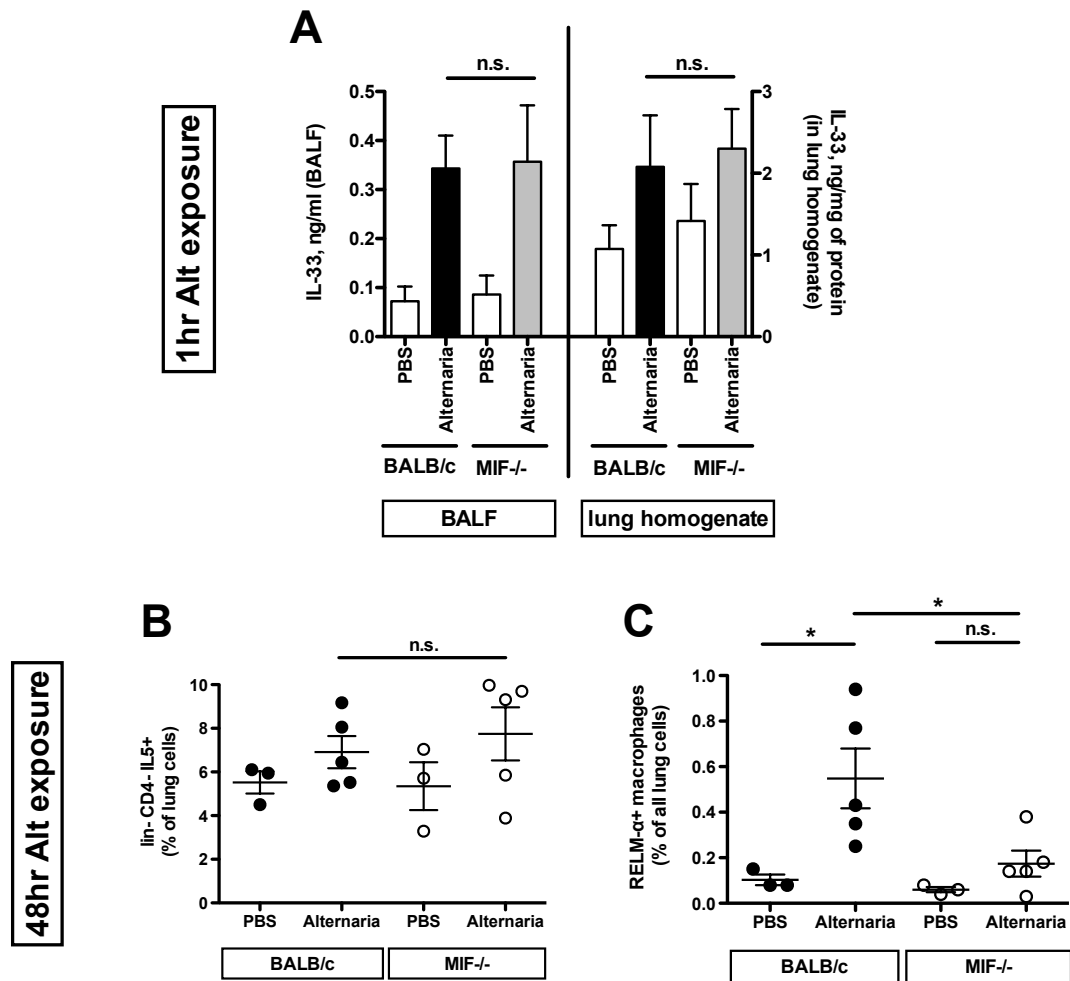 1hr Alt exposure
A
n.s.
n.s.
IL-33, ng/ml (BALF)
0.5
0.4
0.3
0.2
0.1
0.0
3
2
1
0
IL-33, ng/mg of protein
(in lung homogenate)
PBS
Alternaria
PBS
Alternaria
PBS
Alternaria
PBS
Alternaria
BALB/c
MIF-/-
BALB/c
MIF-/-
BALF
lung homogenate
48hr Alt exposure
B
n.s.
lin- CD4- IL5+
(% of lung cells)
10
8
6
4
2
0
PBS
Alternaria
PBS
Alternaria
BALB/c
MIF-/-
C
*
*
n.s.
RELM-α+ macrophages
(% of all lung cells)
1.0
0.8
0.6
0.4
0.2
0.0
PBS
Alternaria
PBS
Alternaria
BALB/c
MIF-/-